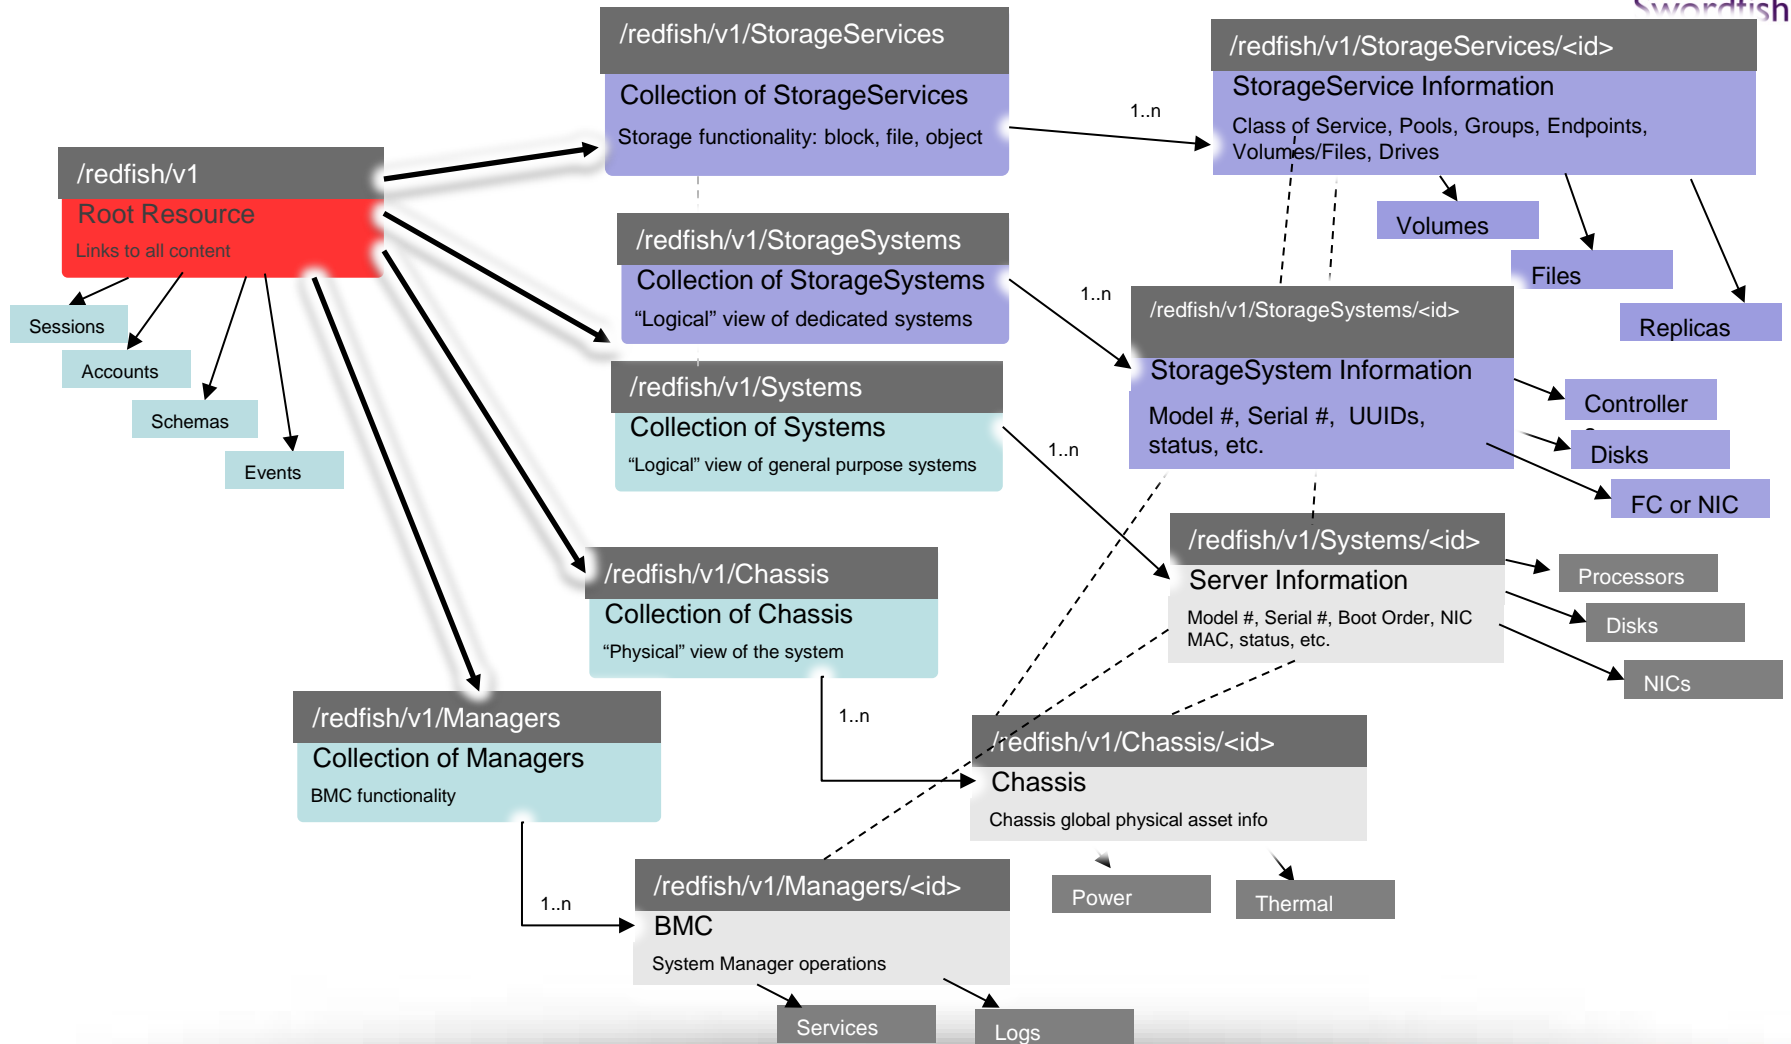 Swordfish
/redfish/v1/StorageServices
Collection of StorageServices
Storage functionality: block, file, object
/redfish/v1/StorageServices/<id>
StorageService Information
Class of Service, Pools, Groups, Endpoints,
Volumes/Files, Drives
1..n
/redfish/v1
Root Resource
Links to all content
Sessions
Accounts
Schemas
Events
/redfish/v1/StorageSystems
Collection of StorageSystems
“Logical” view of dedicated systems
1..n
Volumes
Files
Replicas
/redfish/v1/StorageSystems/<id>
StorageSystem Information
Model #, Serial #, UUIDs,
status, etc.
Controller
Disks
FC or NIC
/redfish/v1/Systems
Collection of Systems
“Logical” view of general purpose systems
1..n
/redfish/v1/Systems/<id>
Server Information
Model #, Serial #, Boot Order, NIC
MAC, status, etc.
Processors
Disks
NICs
/redfish/v1/Chassis
Collection of Chassis
“Physical” view of the system
1..n
/redfish/v1/Chassis/<id>
Chassis
Chassis global physical asset info
Power
Thermal
/redfish/v1/Managers
Collection of Managers
BMC functionality
1..n
/redfish/v1/Managers/<id>
BMC
System Manager operations
Services
Logs